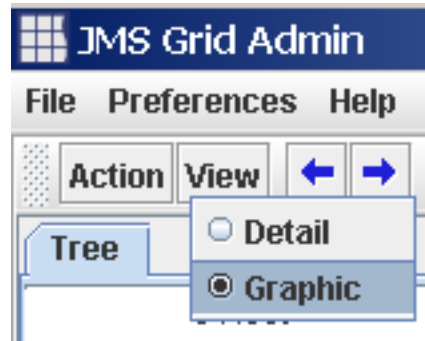 JMS Grid Admin
File Preferences Help
Action View
Tree
Detail
Graphic